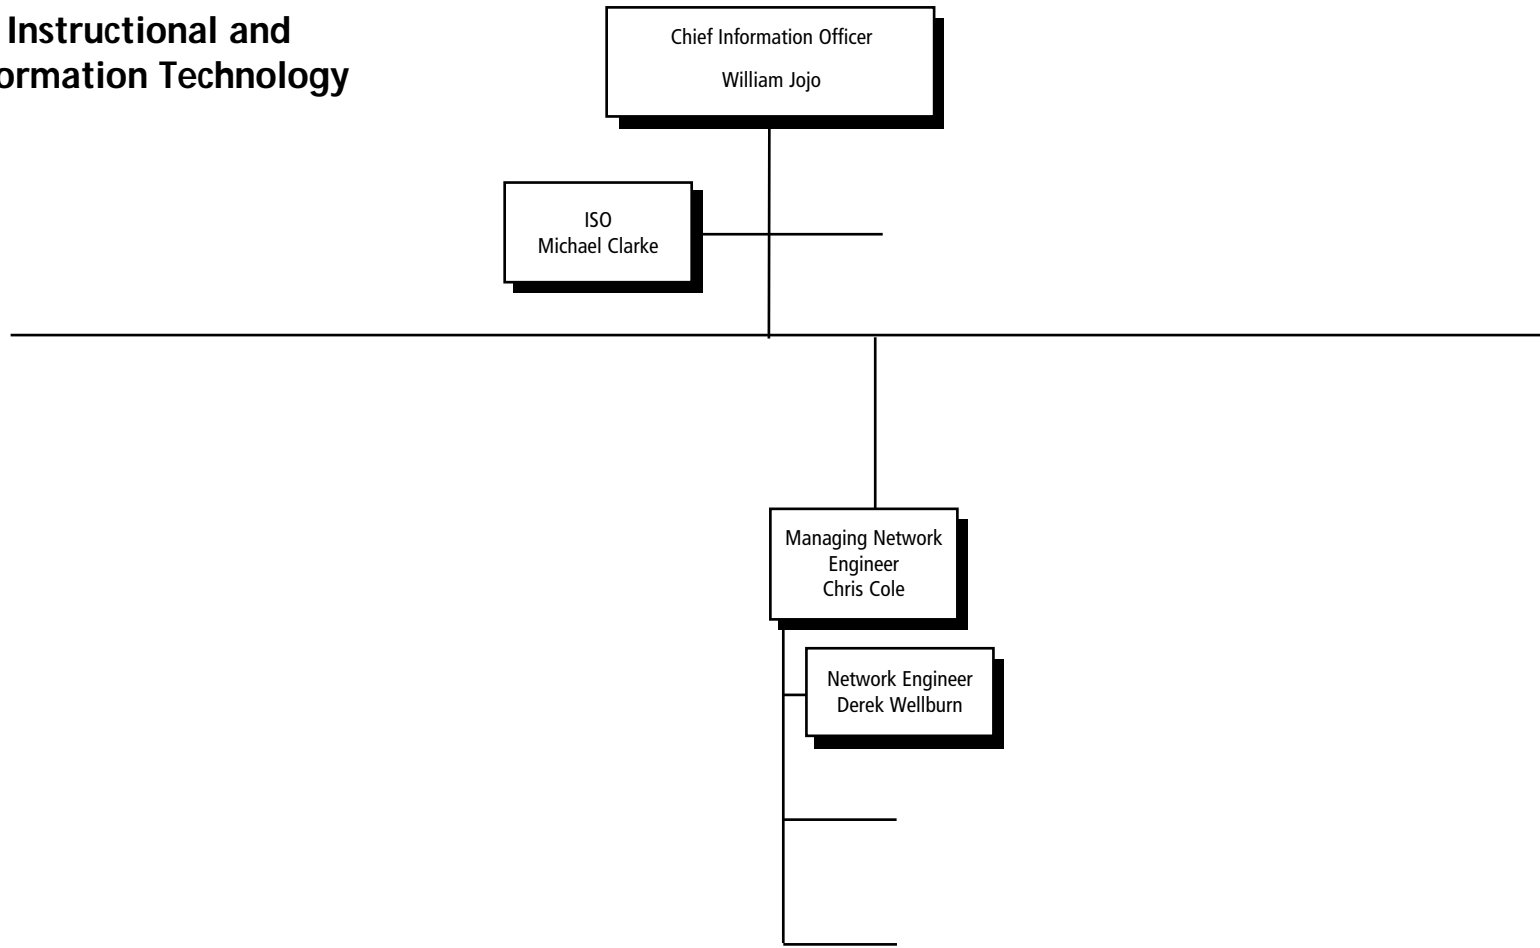 Instructional and
ormation Technology
Chief Information Officer
William Jojo
ISO
Michael Clarke
Managing Network
Engineer
Chris Cole
Network Engineer
Derek Wellburn